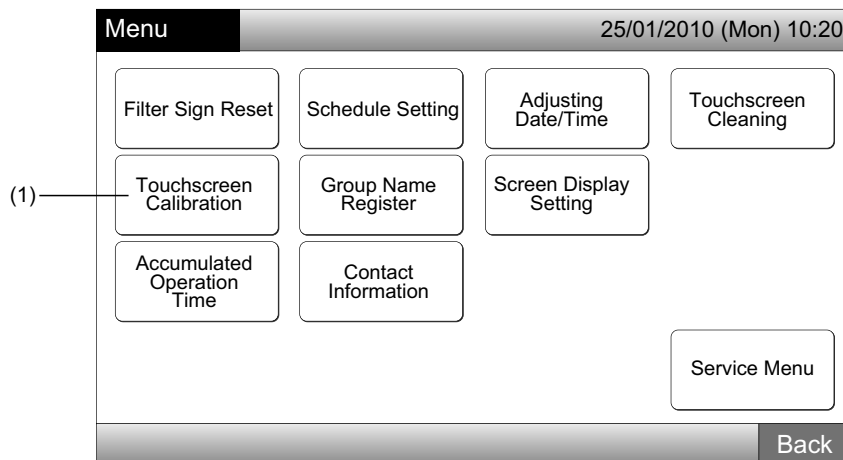 Menu
25/01/2010 (Mon) 10:20
Filter Sign Reset
Schedule Setting
Adjusting
Date/Time
Touchscreen
Cleaning
(1)
Touchscreen
Calibration
Group Name
Register
Screen Display
Setting
Accumulated
Operation
Time
Contact
Information
Service Menu
Back